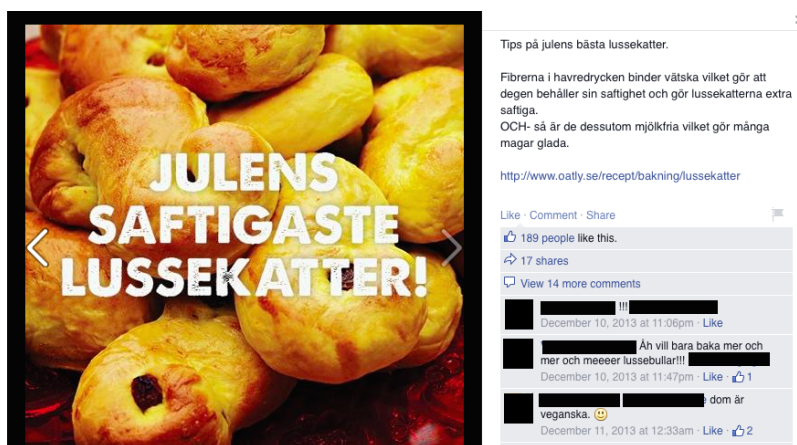 JULENS
SAFTIGASTE
LUSSEKATTER!
Tips på julens bästa lussekatter.
Fibrerna i havredrycken binder vätska vilket gör att
degen behåller sin saftighet och gör lussekatterna extra
saftiga.
OCH- så är de dessutom mjölkfria vilket gör många
magar glada.
http://www.oatly.se/recept/bakning/lussekatter
Like · Comment · Share
189 people like this.
17 shares
View 14 more comments
!!!
December 10, 2013 at 11:06pm · Like
Åh vill bara baka mer och
mer och meeeer lussebullar!!!
December 10, 2013 at 11:47pm · Like · 1
dom är
veganska.
December 11, 2013 at 12:33am · Like · 2